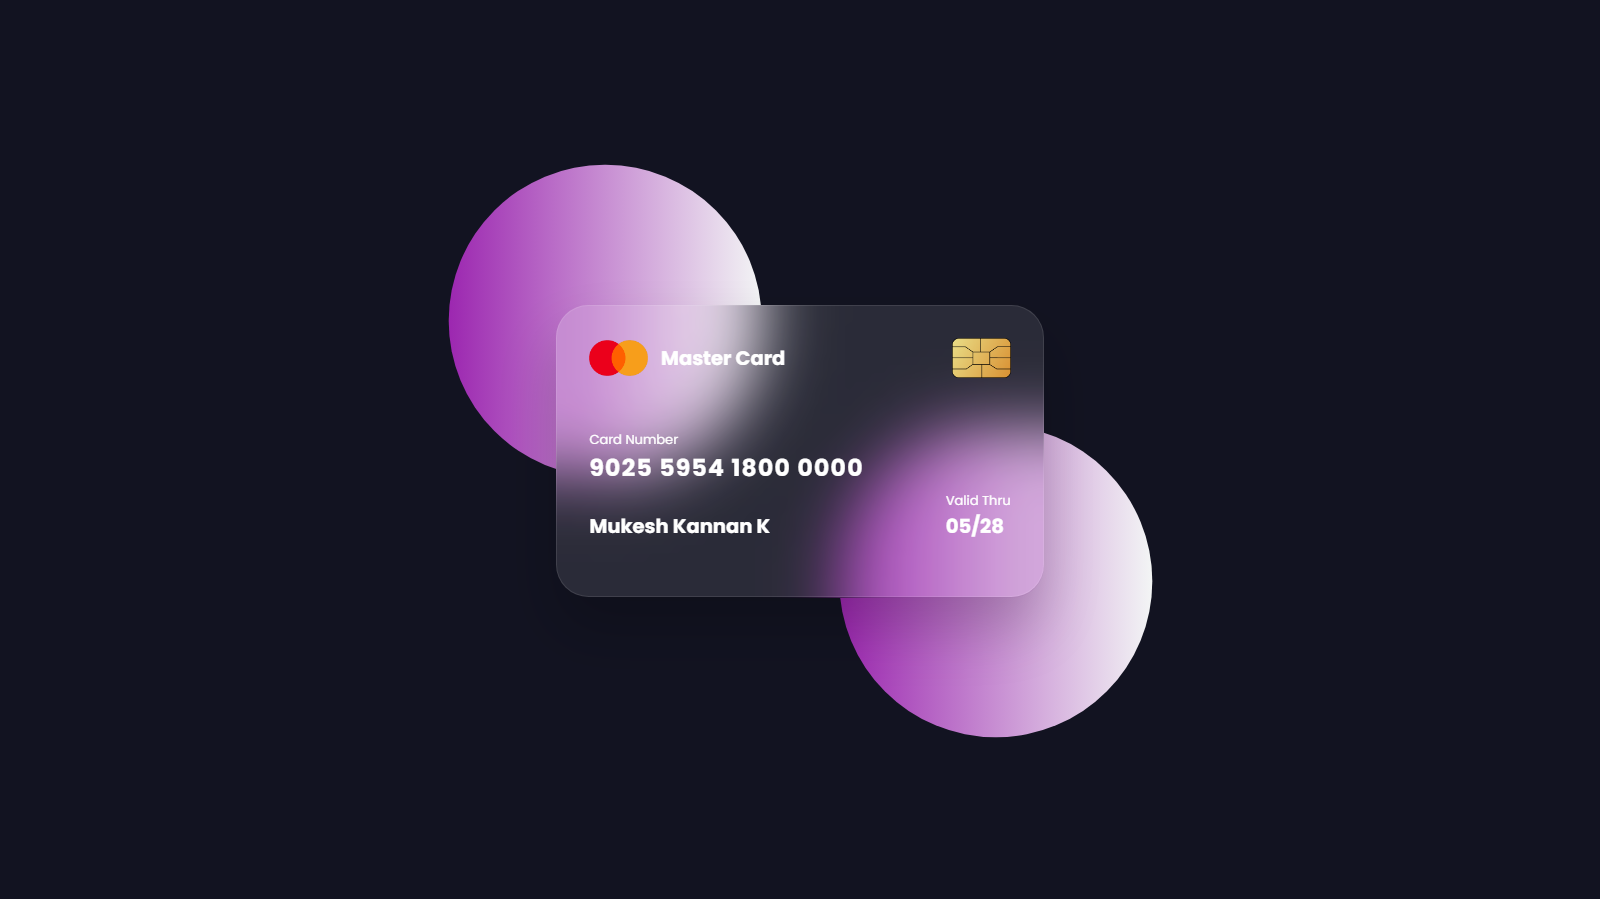 Master Card
Card Number
9025 5954 1800 0000
Valid Thru
Mukesh Kannan K
05/28